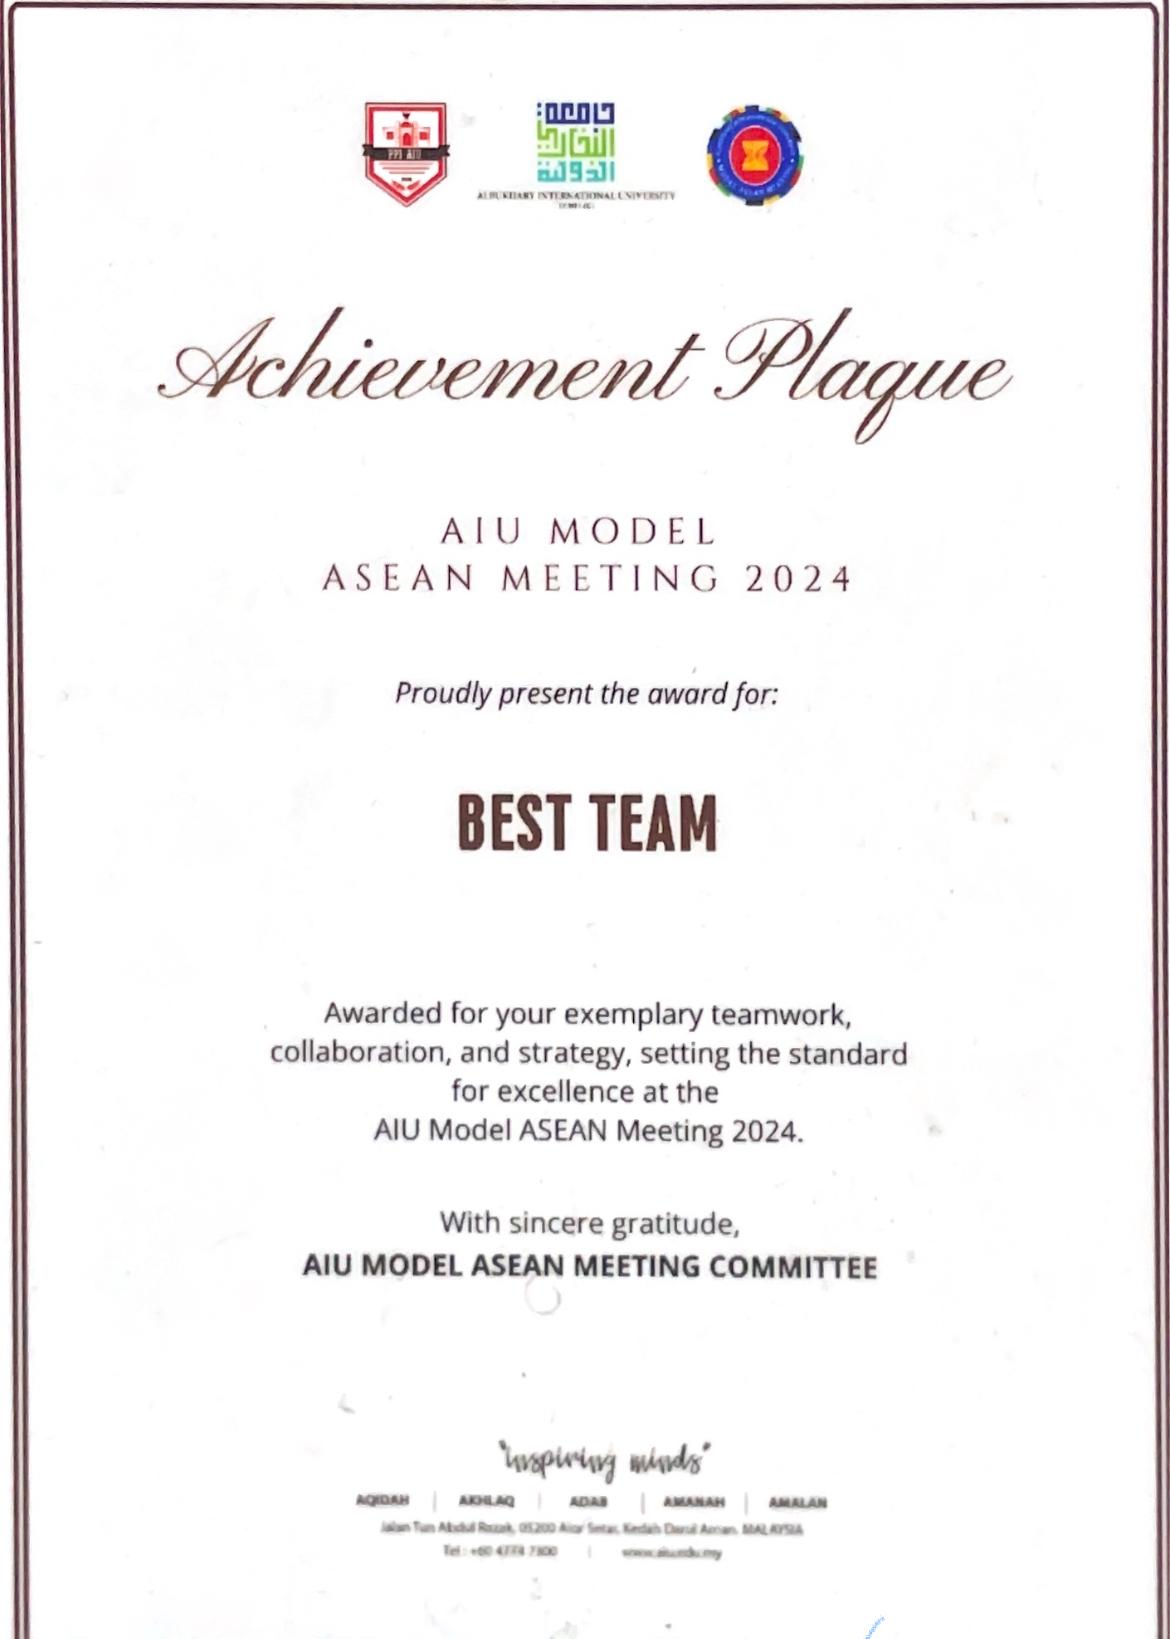 PPI AIU
جامعة
البخاري
الدولية
ALBUKHARY INTERNATIONAL UNIVERSITY
Achievement Plaque
AIU MODEL
ASEAN MEETING 2024
Proudly present the award for:
BEST TEAM
Awarded for your exemplary teamwork,
collaboration, and strategy, setting the standard
for excellence at the
AIU Model ASEAN Meeting 2024.
With sincere gratitude,
AIU MODEL ASEAN MEETING COMMITTEE
"inspiring minds"
AQIDAH | AKHLAQ | ADAB | AMANAH | AMALAN
Jalan Tun Abdul Razak, 05200 Alor Setar, Kedah Darul Aman, MALAYSIA
Tel : +60 4774 7300 | www.aiu.edu.my